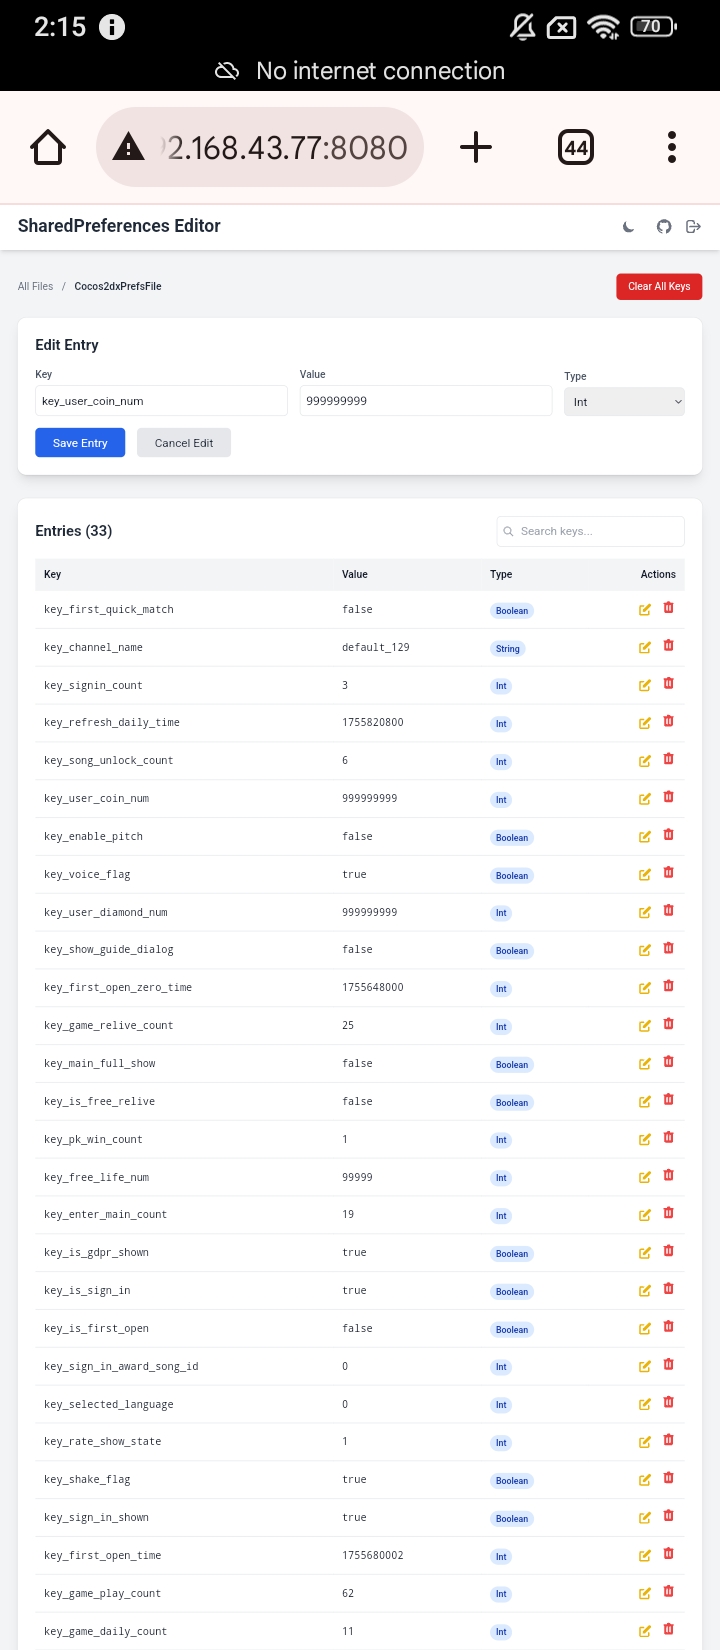 2:15
70
No internet connection
2.168.43.77:8080
44
SharedPreferences Editor
All Files / Cocos2dxPrefsFile
Clear All Keys
Edit Entry
Key Value Type
key_user_coin_num 999999999 Int
Save Entry Cancel Edit
Entries (33)
Search keys...
Key Value Type Actions
key_first_quick_match false Boolean
key_channel_name default_129 String
key_signin_count 3 Int
key_refresh_daily_time 1755820800 Int
key_song_unlock_count 6 Int
key_user_coin_num 999999999 Int
key_enable_pitch false Boolean
key_voice_flag true Boolean
key_user_diamond_num 999999999 Int
key_show_guide_dialog false Boolean
key_first_open_zero_time 1755648000 Int
key_game_relive_count 25 Int
key_main_full_show false Boolean
key_is_free_relive false Boolean
key_pk_win_count 1 Int
key_free_life_num 99999 Int
key_enter_main_count 19 Int
key_is_gdpr_shown true Boolean
key_is_sign_in true Boolean
key_is_first_open false Boolean
key_sign_in_award_song_id 0 Int
key_selected_language 0 Int
key_rate_show_state 1 Int
key_shake_flag true Boolean
key_sign_in_shown true Boolean
key_first_open_time 1755680002 Int
key_game_play_count 62 Int
key_game_daily_count 11 Int